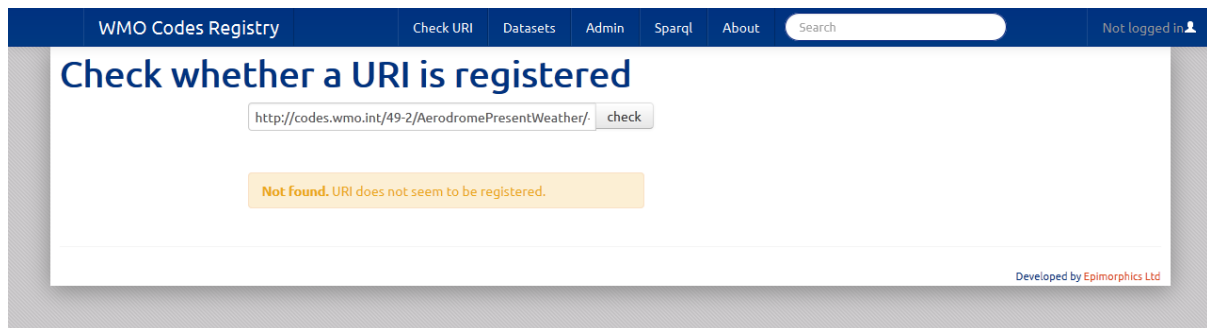 WMO Codes Registry Check URI Datasets Admin Sparql About Search Not logged in
Check whether a URI is registered
http://codes.wmo.int/49-2/AerodromePresentWeather/- check
Not found. URI does not seem to be registered.
Developed by Epimorphics Ltd